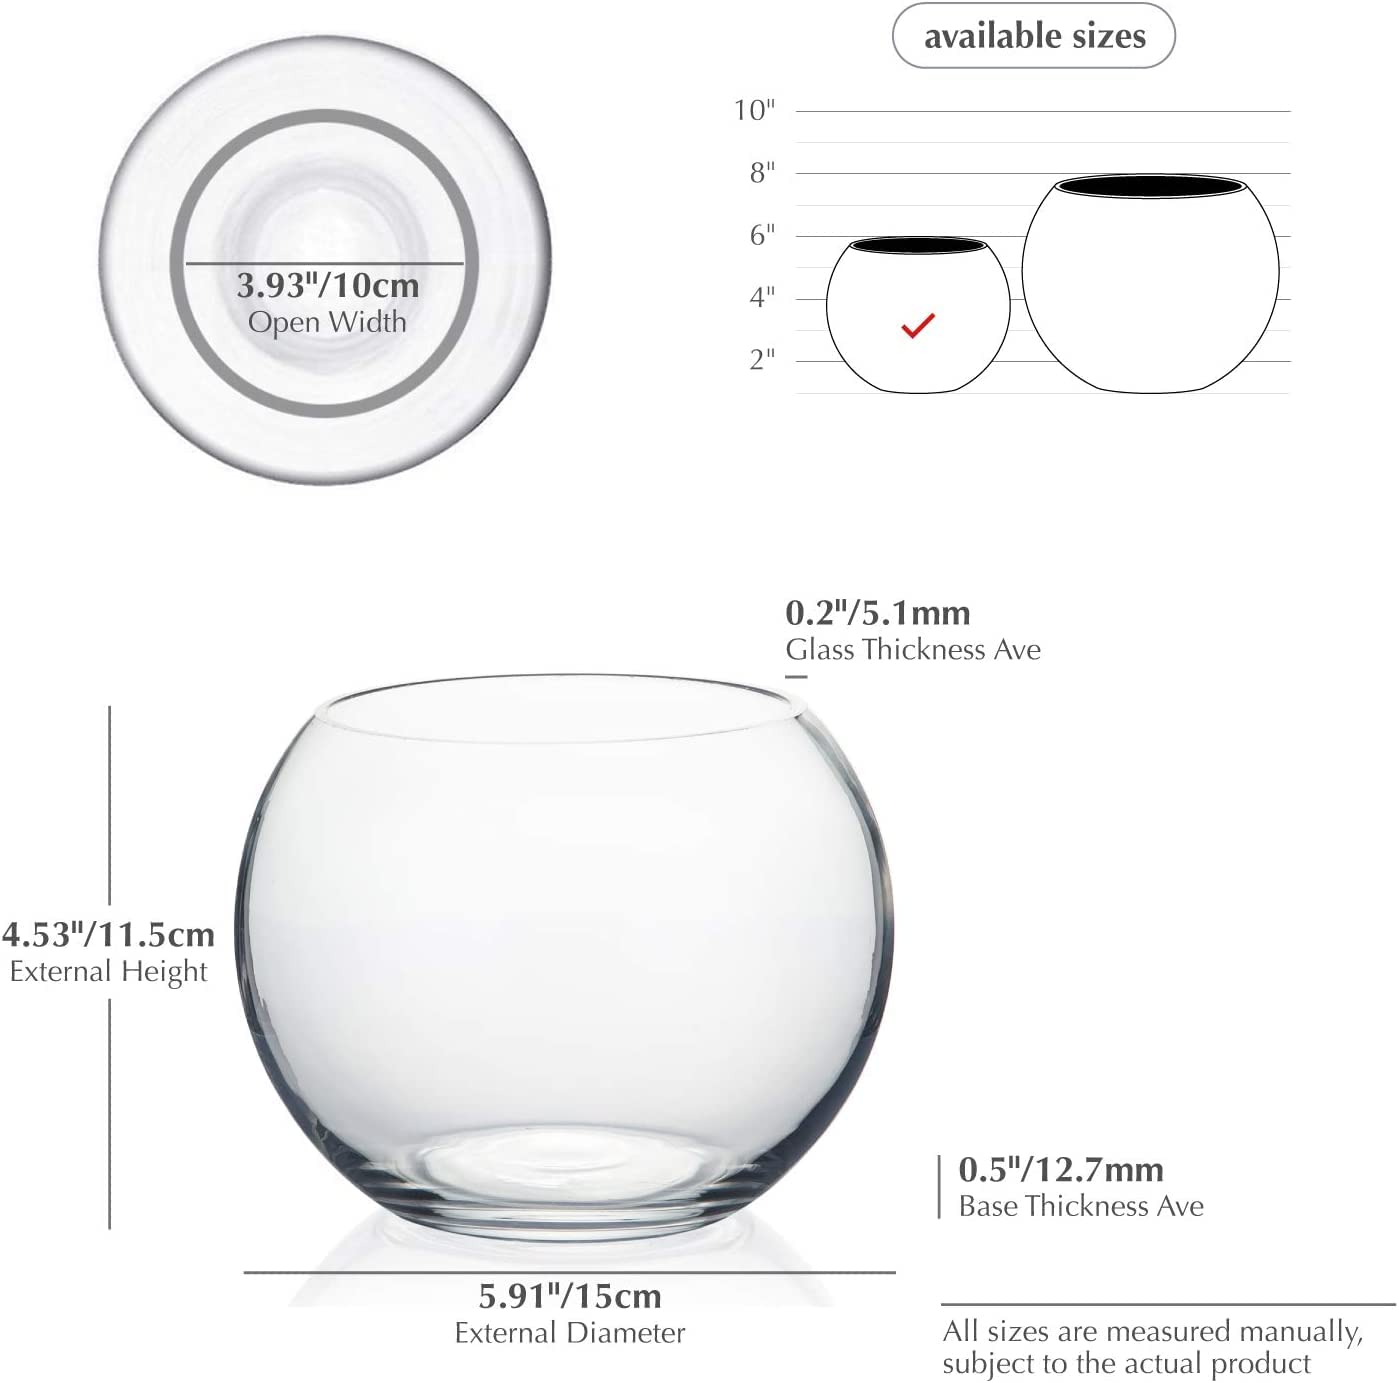 available sizes
10"
8"
6"
4"
2"
3.93"/10cm
Open Width
0.2"/5.1mm
Glass Thickness Ave
4.53"/11.5cm
External Height
0.5"/12.7mm
Base Thickness Ave
5.91"/15cm
External Diameter
All sizes are measured manually,
subject to the actual product